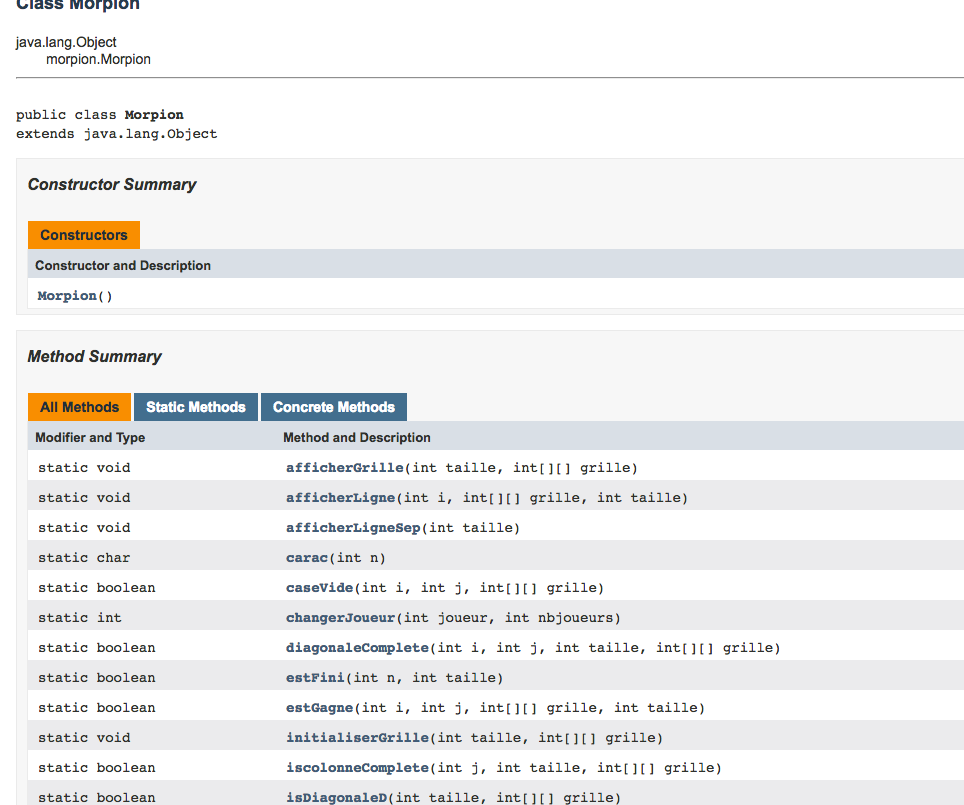 Class Morpion
java.lang.Object
morpion.Morpion
public class Morpion
extends java.lang.Object
Constructor Summary
Constructors
Constructor and Description
Morpion()
Method Summary
All Methods Static Methods Concrete Methods
Modifier and Type Method and Description
static void afficherGrille(int taille, int[][] grille)
static void afficherLigne(int i, int[][] grille, int taille)
static void afficherLigneSep(int taille)
static char carac(int n)
static boolean caseVide(int i, int j, int[][] grille)
static int changerJoueur(int joueur, int nbjoueurs)
static boolean diagonaleComplete(int i, int j, int taille, int[][] grille)
static boolean estFini(int n, int taille)
static boolean estGagne(int i, int j, int[][] grille, int taille)
static void initialiserGrille(int taille, int[][] grille)
static boolean iscolonneComplete(int j, int taille, int[][] grille)
static boolean isDiagonaleD(int taille, int[][] grille)